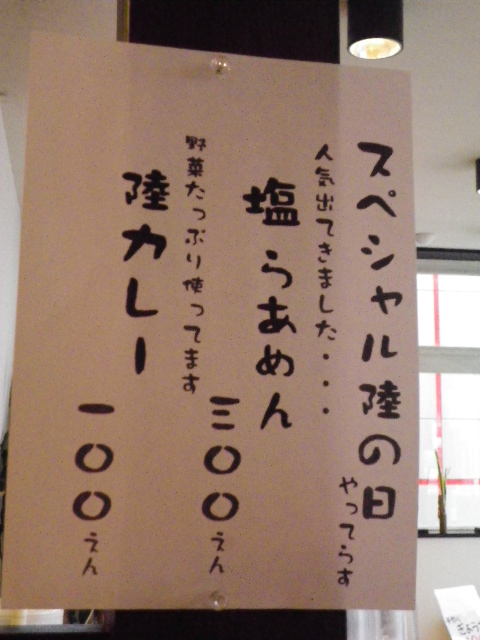 スペシャル陸の日
やってらす
人気出てきました・・・
塩らあめん
三〇〇えん
野菜たっぷり使ってます
陸カレー
一〇〇えん